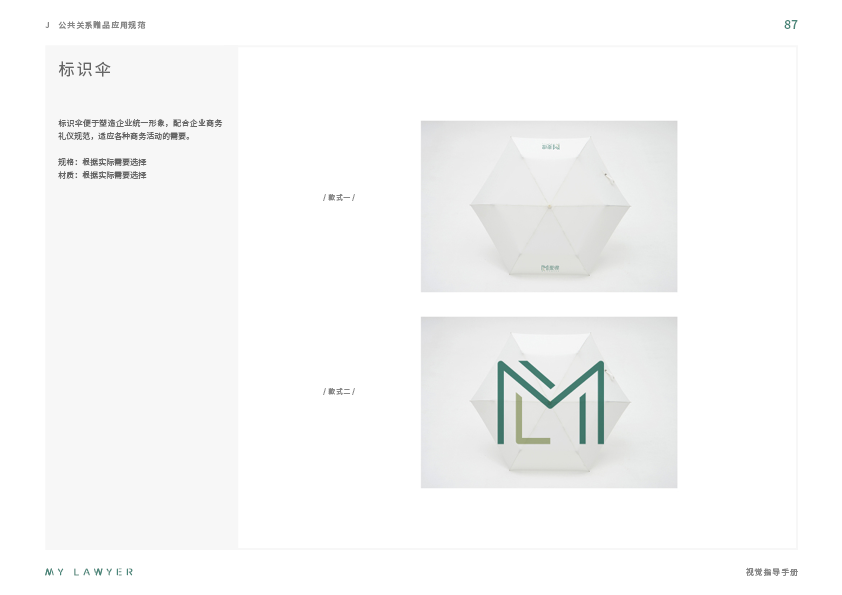 J 公共关系赠品应用规范
87
标识伞
标识伞便于塑造企业统一形象，配合企业商务
礼仪规范，适应各种商务活动的需要。
规格：根据实际需要选择
材质：根据实际需要选择
/ 款式一 /
/ 款式二 /
MY LAWYER
视觉指导手册